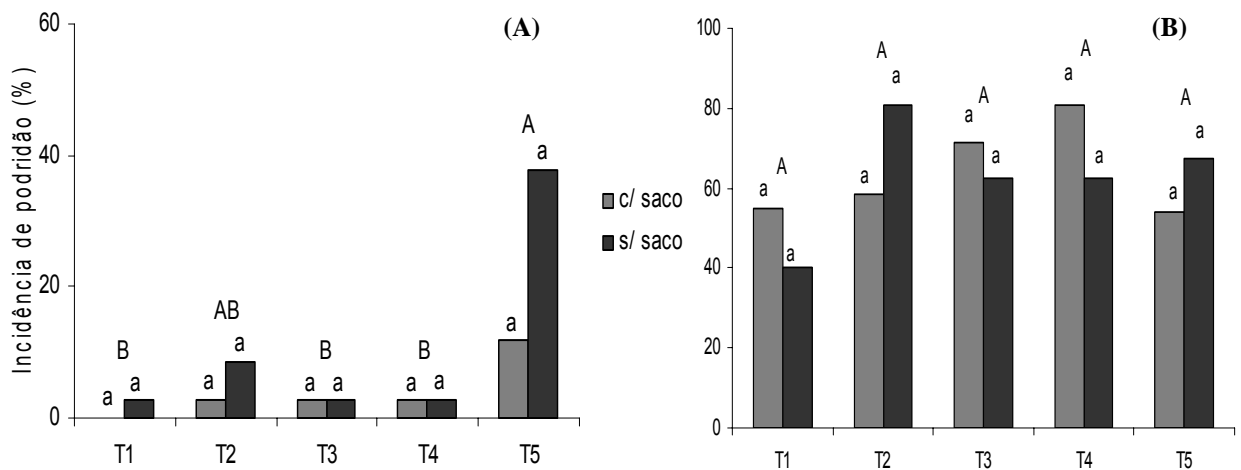 (A)
Incidência de podridão (%)
60
40
20
0
B
a a
AB
a a
B
a a
B
a a
A
a a
T1 T2 T3 T4 T5
c/ saco
s/ saco
(B)
100
80
60
40
20
0
A
a a
A
a a
A
a a
A
a a
A
a a
T1 T2 T3 T4 T5